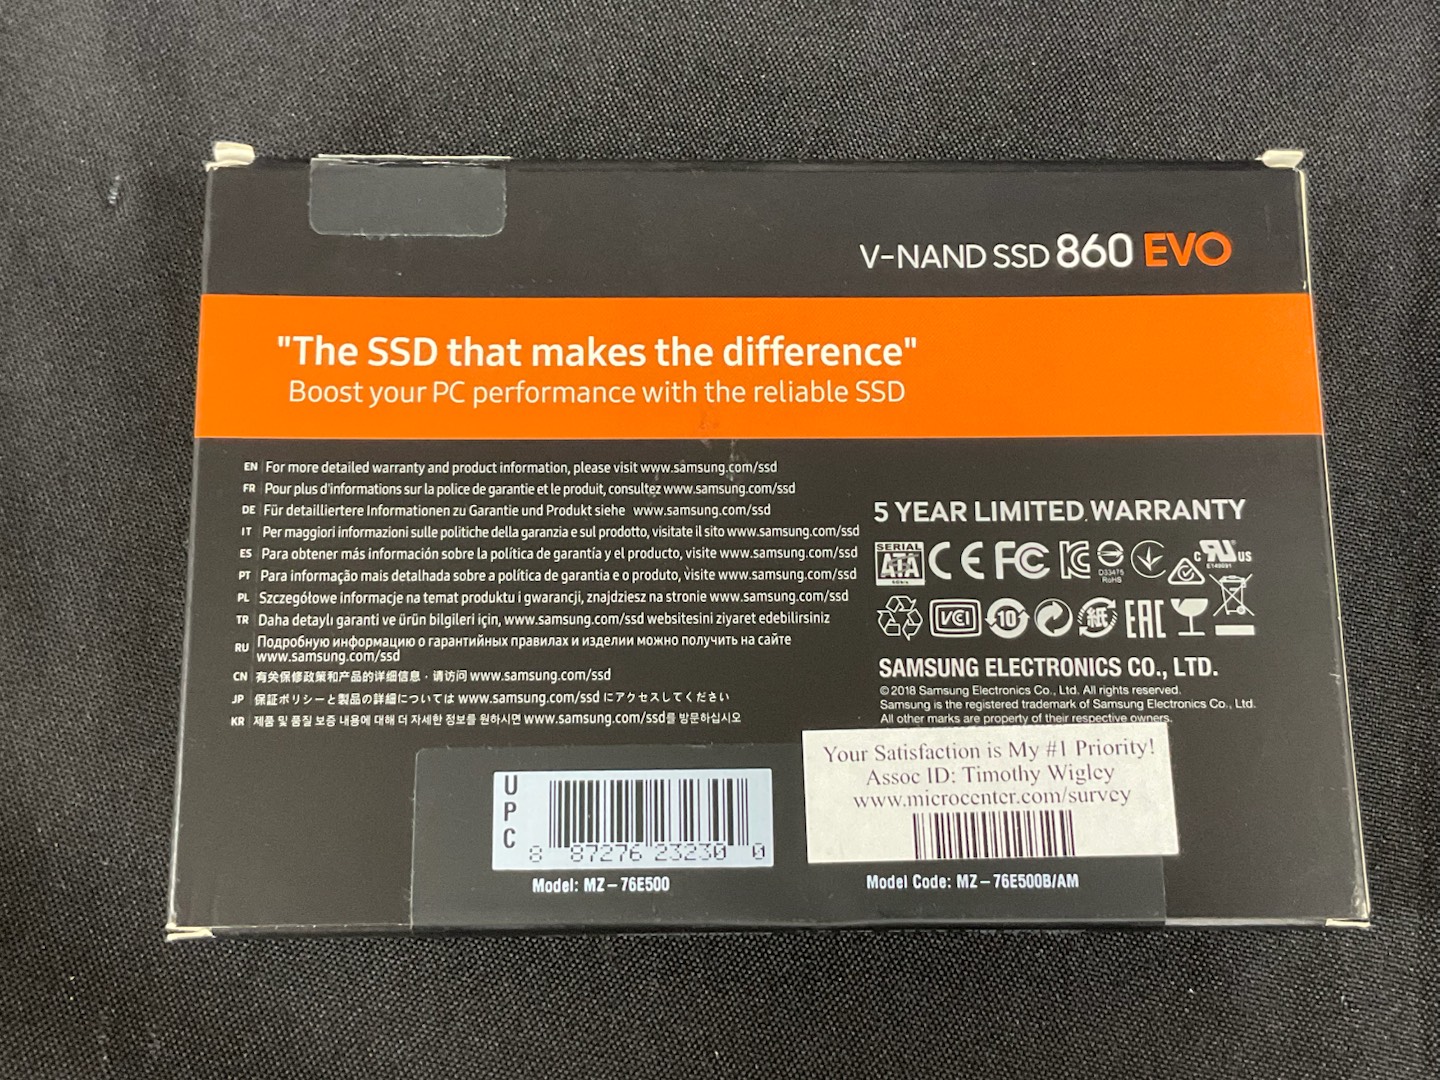 V-NAND SSD 860 EVO
"The SSD that makes the difference"
Boost your PC performance with the reliable SSD
EN For more detailed warranty and product information, please visit www.samsung.com/ssd
FR Pour plus d'informations sur la police de garantie et le produit, consultez www.samsung.com/ssd
DE Für detailliertere Informationen zu Garantie und Produkt siehe www.samsung.com/ssd
IT Per maggiori informazioni sulle politiche della garanzia e sul prodotto, visitate il sito www.samsung.com/ssd
ES Para obtener más información sobre la política de garantía y el producto, visite www.samsung.com/ssd
PT Para informação mais detalhada sobre a política de garantia e o produto, visite www.samsung.com/ssd
PL Szczegółowe informacje na temat produktu i gwarancji, znajdziesz na stronie www.samsung.com/ssd
TR Daha detaylı garanti ve ürün bilgileri için, www.samsung.com/ssd websitesini ziyaret edebilirsiniz
RU Подробную информацию о гарантийных правилах и изделии можно получить на сайте
www.samsung.com/ssd
CN 有关保修政策和产品的详细信息，请访问 www.samsung.com/ssd
JP 保証ポリシーと製品の詳細については www.samsung.com/ssd にアクセスしてください
KR 제품 및 품질 보증 내용에 대해 더 자세한 정보를 원하시면 www.samsung.com/ssd를 방문하십시오
5 YEAR LIMITED WARRANTY
SERIAL
ATA
CE FC
D33475
RoHS
c RU US
E149091
VCI 10 紙 EAC
SAMSUNG ELECTRONICS CO., LTD.
©2018 Samsung Electronics Co., Ltd. All rights reserved.
Samsung is the registered trademark of Samsung Electronics Co., Ltd.
All other marks are property of their respective owners.
Your Satisfaction is My #1 Priority!
Assoc ID: Timothy Wigley
www.microcenter.com/survey
UPC
8 87276 23230 0
Model: MZ-76E500
Model Code: MZ-76E500B/AM